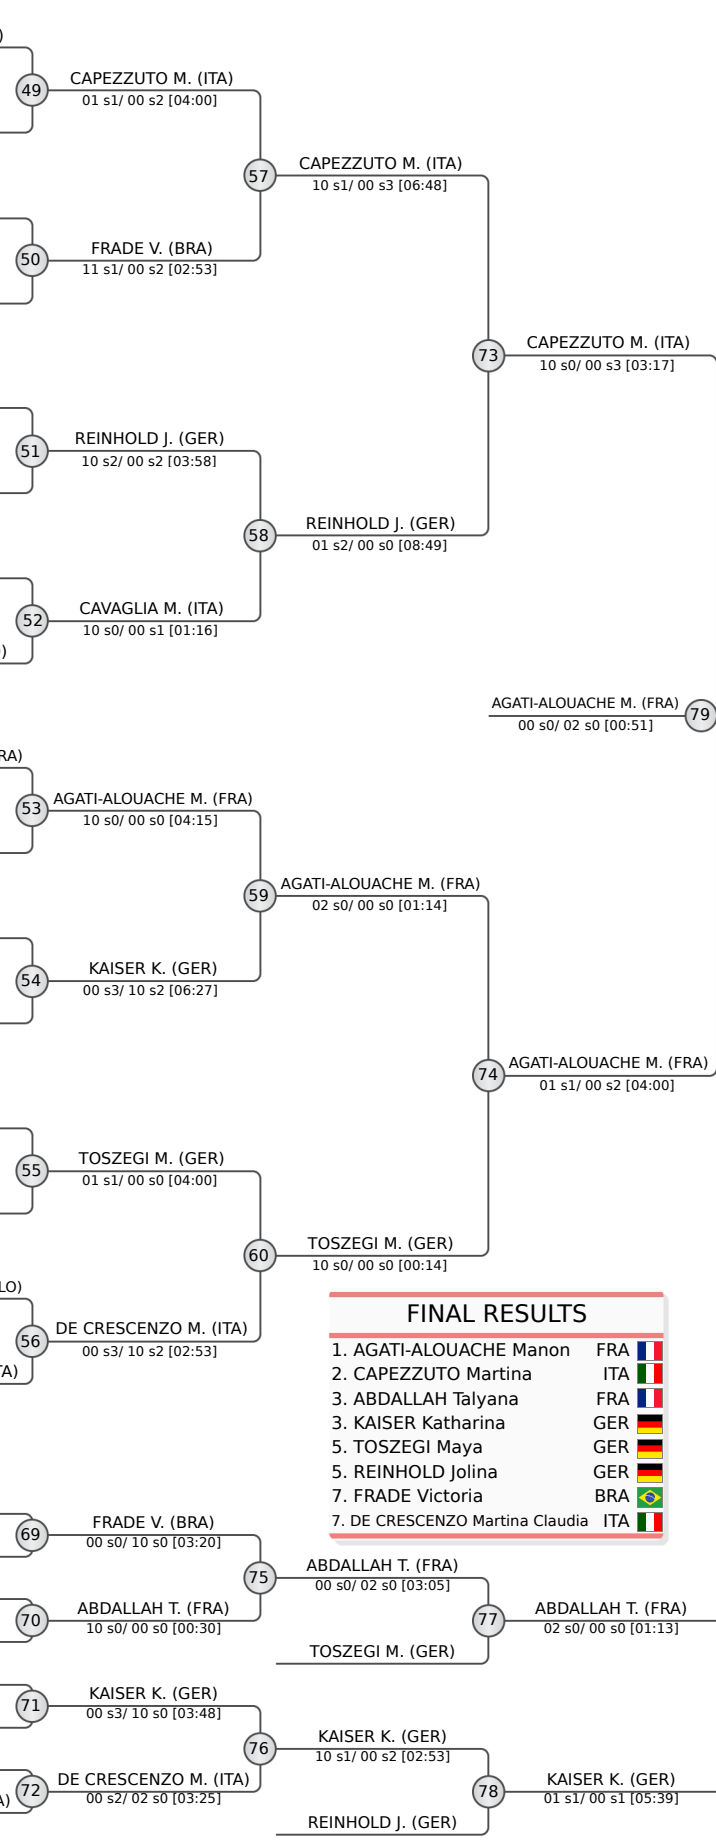 )
49
CAPEZZUTO M. (ITA)
01 s1/ 00 s2 [04:00]
57
CAPEZZUTO M. (ITA)
10 s1/ 00 s3 [06:48]
50
FRADE V. (BRA)
11 s1/ 00 s2 [02:53]
73
CAPEZZUTO M. (ITA)
10 s0/ 00 s3 [03:17]
51
REINHOLD J. (GER)
10 s2/ 00 s2 [03:58]
58
REINHOLD J. (GER)
01 s2/ 00 s0 [08:49]
52
CAVAGLIA M. (ITA)
10 s0/ 00 s1 [01:16]
)
AGATI-ALOUACHE M. (FRA)
79
00 s0/ 02 s0 [00:51]
RA)
53
AGATI-ALOUACHE M. (FRA)
10 s0/ 00 s0 [04:15]
59
AGATI-ALOUACHE M. (FRA)
02 s0/ 00 s0 [01:14]
54
KAISER K. (GER)
00 s3/ 10 s2 [06:27]
74
AGATI-ALOUACHE M. (FRA)
01 s1/ 00 s2 [04:00]
55
TOSZEGI M. (GER)
01 s1/ 00 s0 [04:00]
60
TOSZEGI M. (GER)
10 s0/ 00 s0 [00:14]
LO)
56
DE CRESCENZO M. (ITA)
00 s3/ 10 s2 [02:53]
TA)
FINAL RESULTS
1. AGATI-ALOUACHE Manon FRA
2. CAPEZZUTO Martina ITA
3. ABDALLAH Talyana FRA
3. KAISER Katharina GER
5. TOSZEGI Maya GER
5. REINHOLD Jolina GER
7. FRADE Victoria BRA
7. DE CRESCENZO Martina Claudia ITA
69
FRADE V. (BRA)
00 s0/ 10 s0 [03:20]
75
ABDALLAH T. (FRA)
00 s0/ 02 s0 [03:05]
70
ABDALLAH T. (FRA)
10 s0/ 00 s0 [00:30]
77
ABDALLAH T. (FRA)
02 s0/ 00 s0 [01:13]
TOSZEGI M. (GER)
71
KAISER K. (GER)
00 s3/ 10 s0 [03:48]
76
KAISER K. (GER)
10 s1/ 00 s2 [02:53]
72
DE CRESCENZO M. (ITA)
00 s2/ 02 s0 [03:25]
A)
78
KAISER K. (GER)
01 s1/ 00 s1 [05:39]
REINHOLD J. (GER)